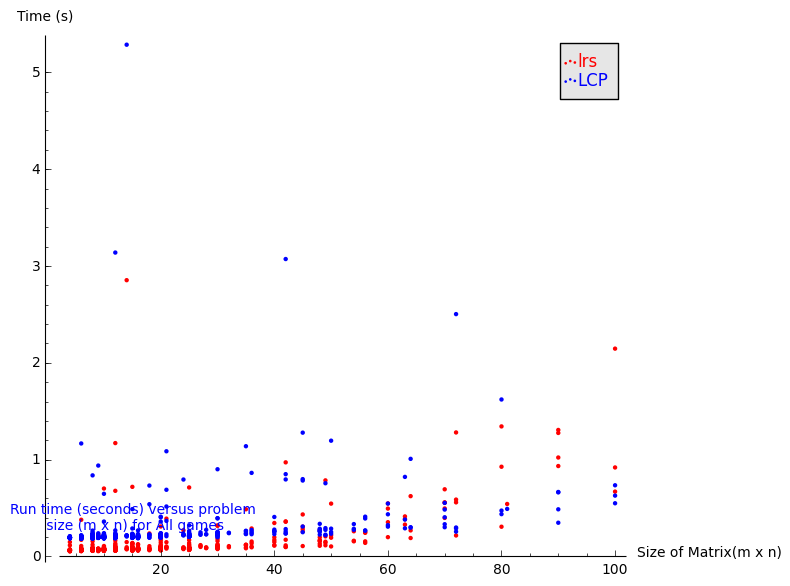 Time (s)
lrs
LCP
5
4
3
2
1
Run time (seconds) versus problem
size (m x n) for All games
0
Size of Matrix(m x n)
20
40
60
80
100